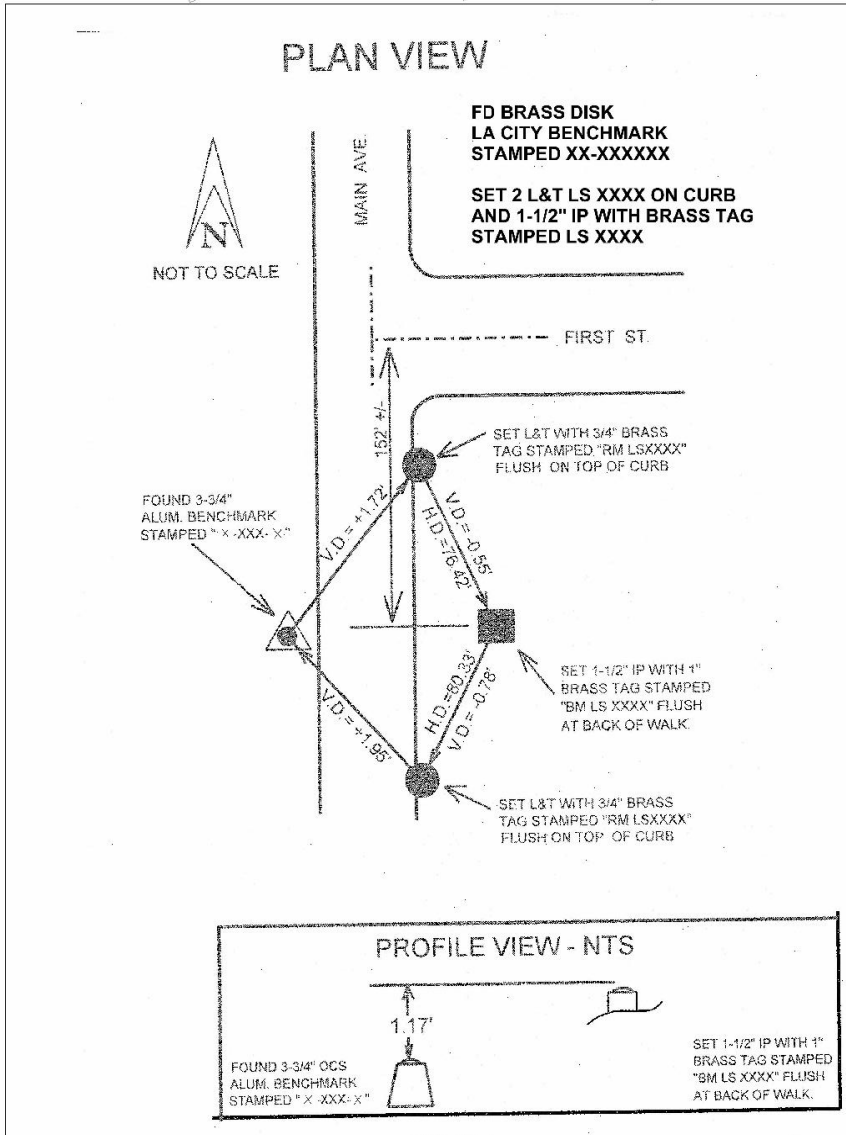 PLAN VIEW
FD BRASS DISK
LA CITY BENCHMARK
STAMPED XX-XXXXXX
SET 2 L&T LS XXXX ON CURB
AND 1-1/2" IP WITH BRASS TAG
STAMPED LS XXXX
N
NOT TO SCALE
MAIN AVE.
FIRST ST.
152' +/-
SET L&T WITH 3/4" BRASS
TAG STAMPED "RM LSXXXX"
FLUSH ON TOP OF CURB
FOUND 3-3/4"
ALUM. BENCHMARK
STAMPED "X-XXX-X"
V.D.= +1.72'
V.D.= -0.55'
H.D.=76.42'
SET 1-1/2" IP WITH 1"
BRASS TAG STAMPED
"BM LS XXXX" FLUSH
AT BACK OF WALK.
H.D.=80.33'
V.D.= -0.78'
V.D.= +1.95'
SET L&T WITH 3/4" BRASS
TAG STAMPED "RM LSXXXX"
FLUSH ON TOP OF CURB
PROFILE VIEW - NTS
1.17'
FOUND 3-3/4" OCS
ALUM. BENCHMARK
STAMPED "X-XXX-X"
SET 1-1/2" IP WITH 1"
BRASS TAG STAMPED
"BM LS XXXX" FLUSH
AT BACK OF WALK.